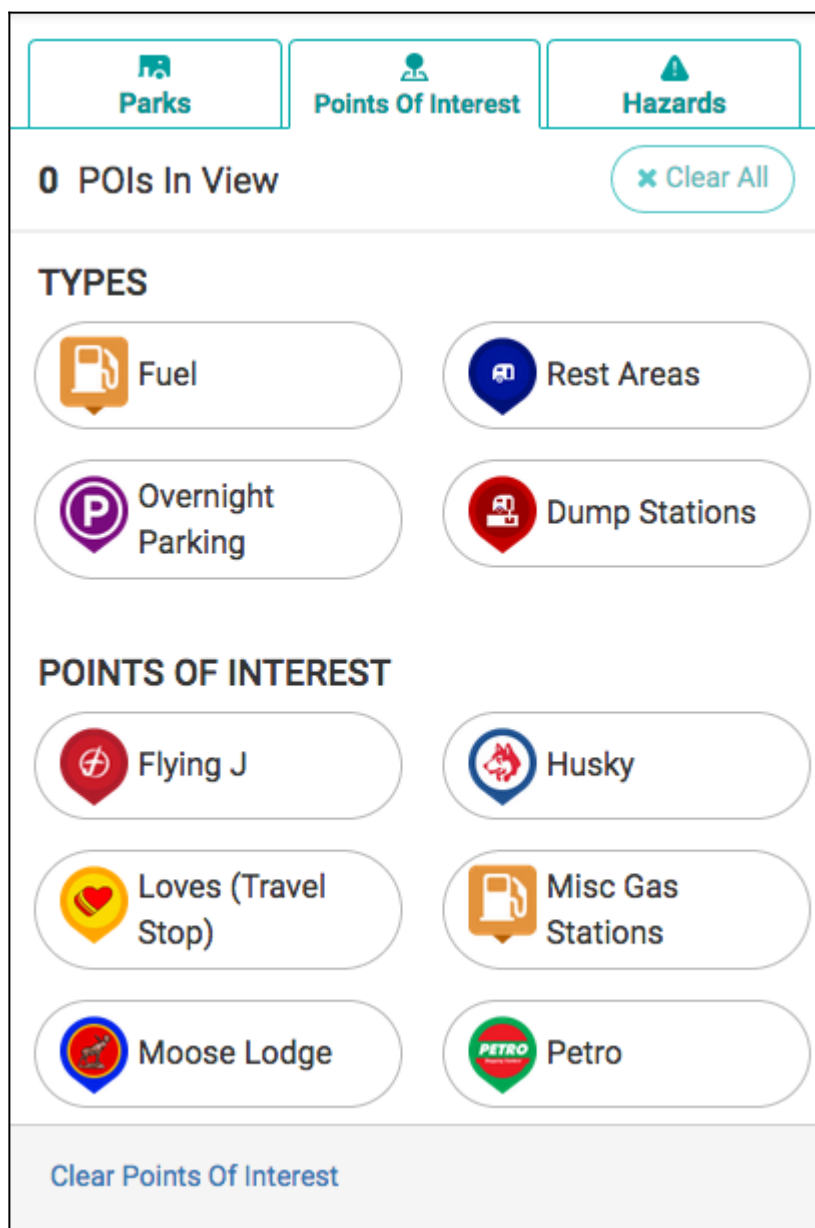 Parks
Points Of Interest
Hazards
0 POIs In View
Clear All
TYPES
Fuel
Rest Areas
P
Overnight
Parking
Dump Stations
POINTS OF INTEREST
Flying J
Husky
Loves (Travel
Stop)
Misc Gas
Stations
Moose Lodge
PETRO
Petro
Clear Points Of Interest